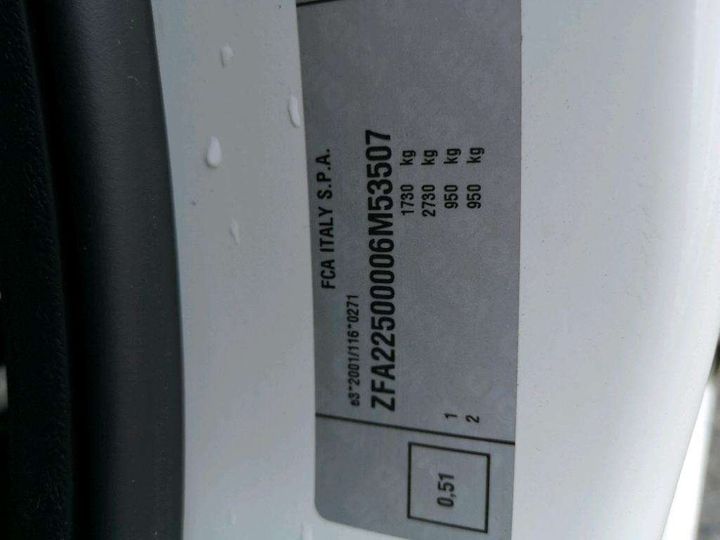 FCA ITALY S.P.A.
e3*2001/116*0271
ZFA22500006M53507
1730 kg
2730 kg
1 950 kg
2 950 kg
0,51